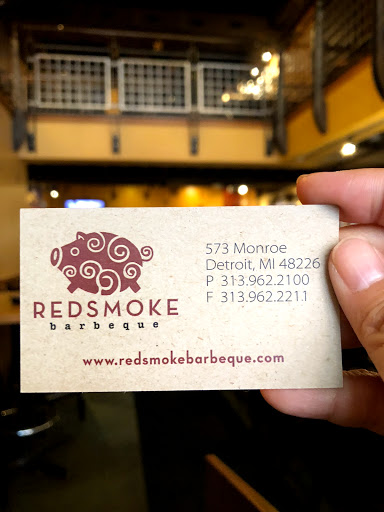 REDSMOKE
barbeque
573 Monroe
Detroit, MI 48226
P 313.962.2100
F 313.962.2211
www.redsmokebarbeque.com